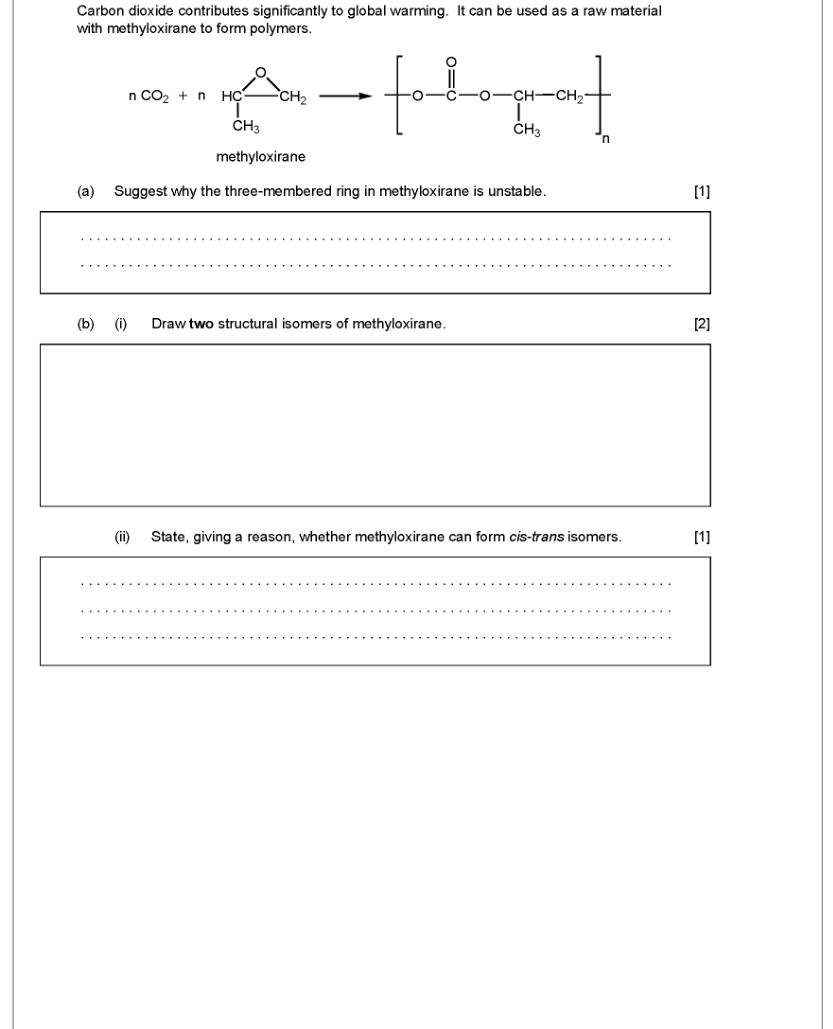 Carbon dioxide contributes significantly to global warming. It can be used as a raw material
with methyloxirane to form polymers.
O
O
n CO₂ + n HC CH₂ O C O CH CH₂
CH₃
CH₃
n
methyloxirane
(a) Suggest why the three-membered ring in methyloxirane is unstable. [1]
(b) (i) Draw two structural isomers of methyloxirane. [2]
(ii) State, giving a reason, whether methyloxirane can form cis-trans isomers. [1]